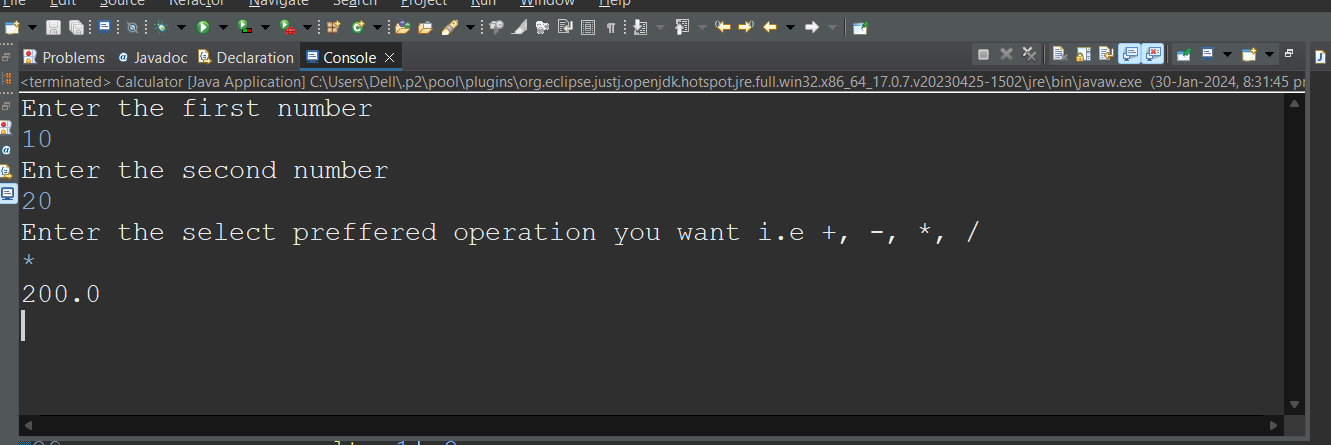 File Edit Source Refactor Navigate Search Project Run Window Help
Problems Javadoc Declaration Console
<terminated> Calculator [Java Application] C:\Users\Dell\.p2\pool\plugins\org.eclipse.justj.openjdk.hotspot.jre.full.win32.x86_64_17.0.7.v20230425-1502\jre\bin\javaw.exe (30-Jan-2024, 8:31:45 pm
Enter the first number
10
Enter the second number
20
Enter the select preffered operation you want i.e +, -, *, /
*
200.0